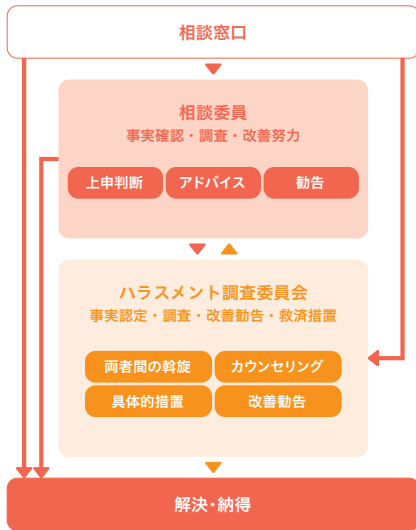 相談窓口
相談委員
事実確認・調査・改善努力
上申判断 アドバイス 勧告
ハラスメント調査委員会
事実認定・調査・改善勧告・救済措置
両者間の斡旋 カウンセリング
具体的措置 改善勧告
解決・納得